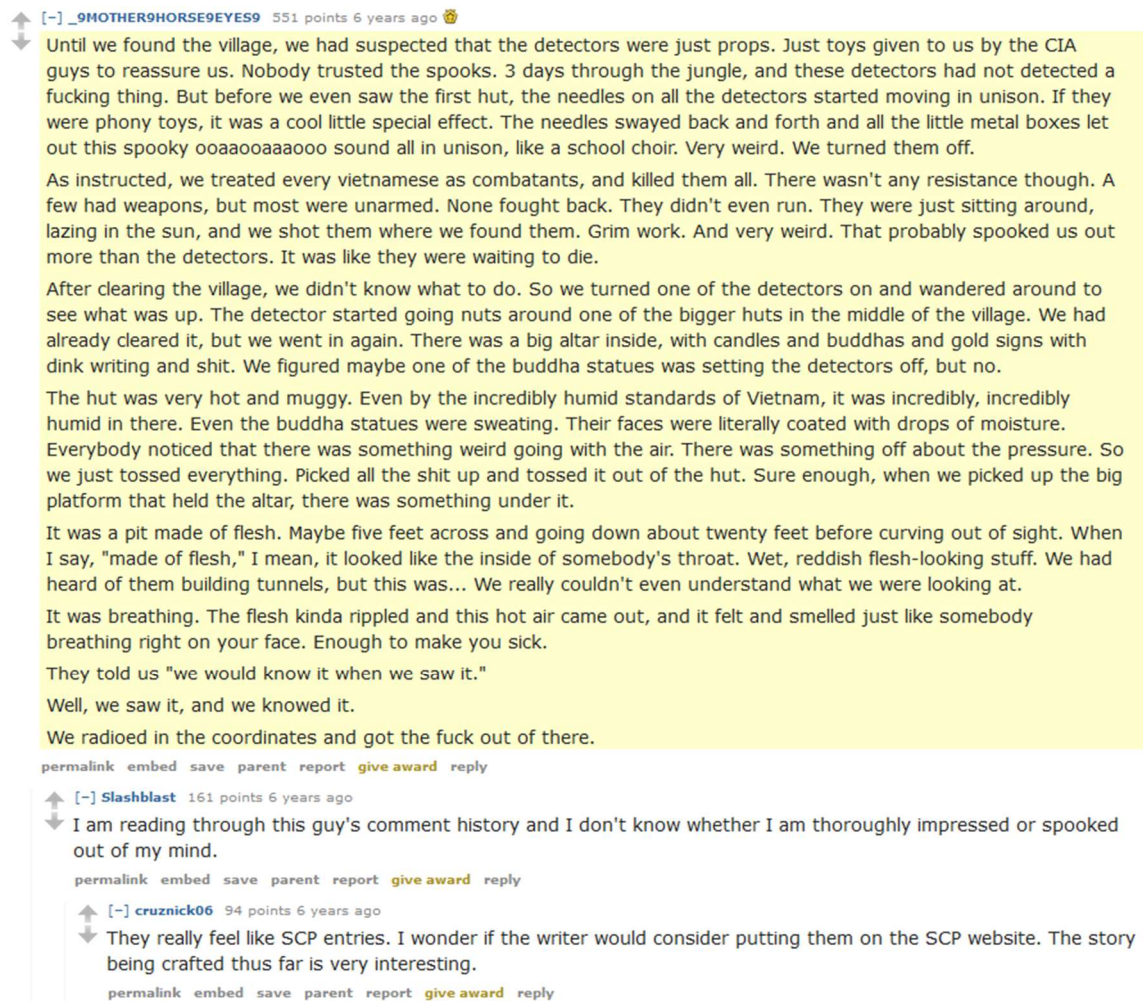 [-] _9MOTHER9HORSE9EYES9 551 points 6 years ago
Until we found the village, we had suspected that the detectors were just props. Just toys given to us by the CIA
guys to reassure us. Nobody trusted the spooks. 3 days through the jungle, and these detectors had not detected a
fucking thing. But before we even saw the first hut, the needles on all the detectors started moving in unison. If they
were phony toys, it was a cool little special effect. The needles swayed back and forth and all the little metal boxes let
out this spooky ooaaooaaaooo sound all in unison, like a school choir. Very weird. We turned them off.
As instructed, we treated every vietnamese as combatants, and killed them all. There wasn't any resistance though. A
few had weapons, but most were unarmed. None fought back. They didn't even run. They were just sitting around,
lazing in the sun, and we shot them where we found them. Grim work. And very weird. That probably spooked us out
more than the detectors. It was like they were waiting to die.
After clearing the village, we didn't know what to do. So we turned one of the detectors on and wandered around to
see what was up. The detector started going nuts around one of the bigger huts in the middle of the village. We had
already cleared it, but we went in again. There was a big altar inside, with candles and buddhas and gold signs with
dink writing and shit. We figured maybe one of the buddha statues was setting the detectors off, but no.
The hut was very hot and muggy. Even by the incredibly humid standards of Vietnam, it was incredibly, incredibly
humid in there. Even the buddha statues were sweating. Their faces were literally coated with drops of moisture.
Everybody noticed that there was something weird going with the air. There was something off about the pressure. So
we just tossed everything. Picked all the shit up and tossed it out of the hut. Sure enough, when we picked up the big
platform that held the altar, there was something under it.
It was a pit made of flesh. Maybe five feet across and going down about twenty feet before curving out of sight. When
I say, "made of flesh," I mean, it looked like the inside of somebody's throat. Wet, reddish flesh-looking stuff. We had
heard of them building tunnels, but this was... We really couldn't even understand what we were looking at.
It was breathing. The flesh kinda rippled and this hot air came out, and it felt and smelled just like somebody
breathing right on your face. Enough to make you sick.
They told us "we would know it when we saw it."
Well, we saw it, and we knowed it.
We radioed in the coordinates and got the fuck out of there.
permalink embed save parent report give award reply
[-] Slashblast 161 points 6 years ago
I am reading through this guy's comment history and I don't know whether I am thoroughly impressed or spooked
out of my mind.
permalink embed save parent report give award reply
[-] cruznick06 94 points 6 years ago
They really feel like SCP entries. I wonder if the writer would consider putting them on the SCP website. The story
being crafted thus far is very interesting.
permalink embed save parent report give award reply